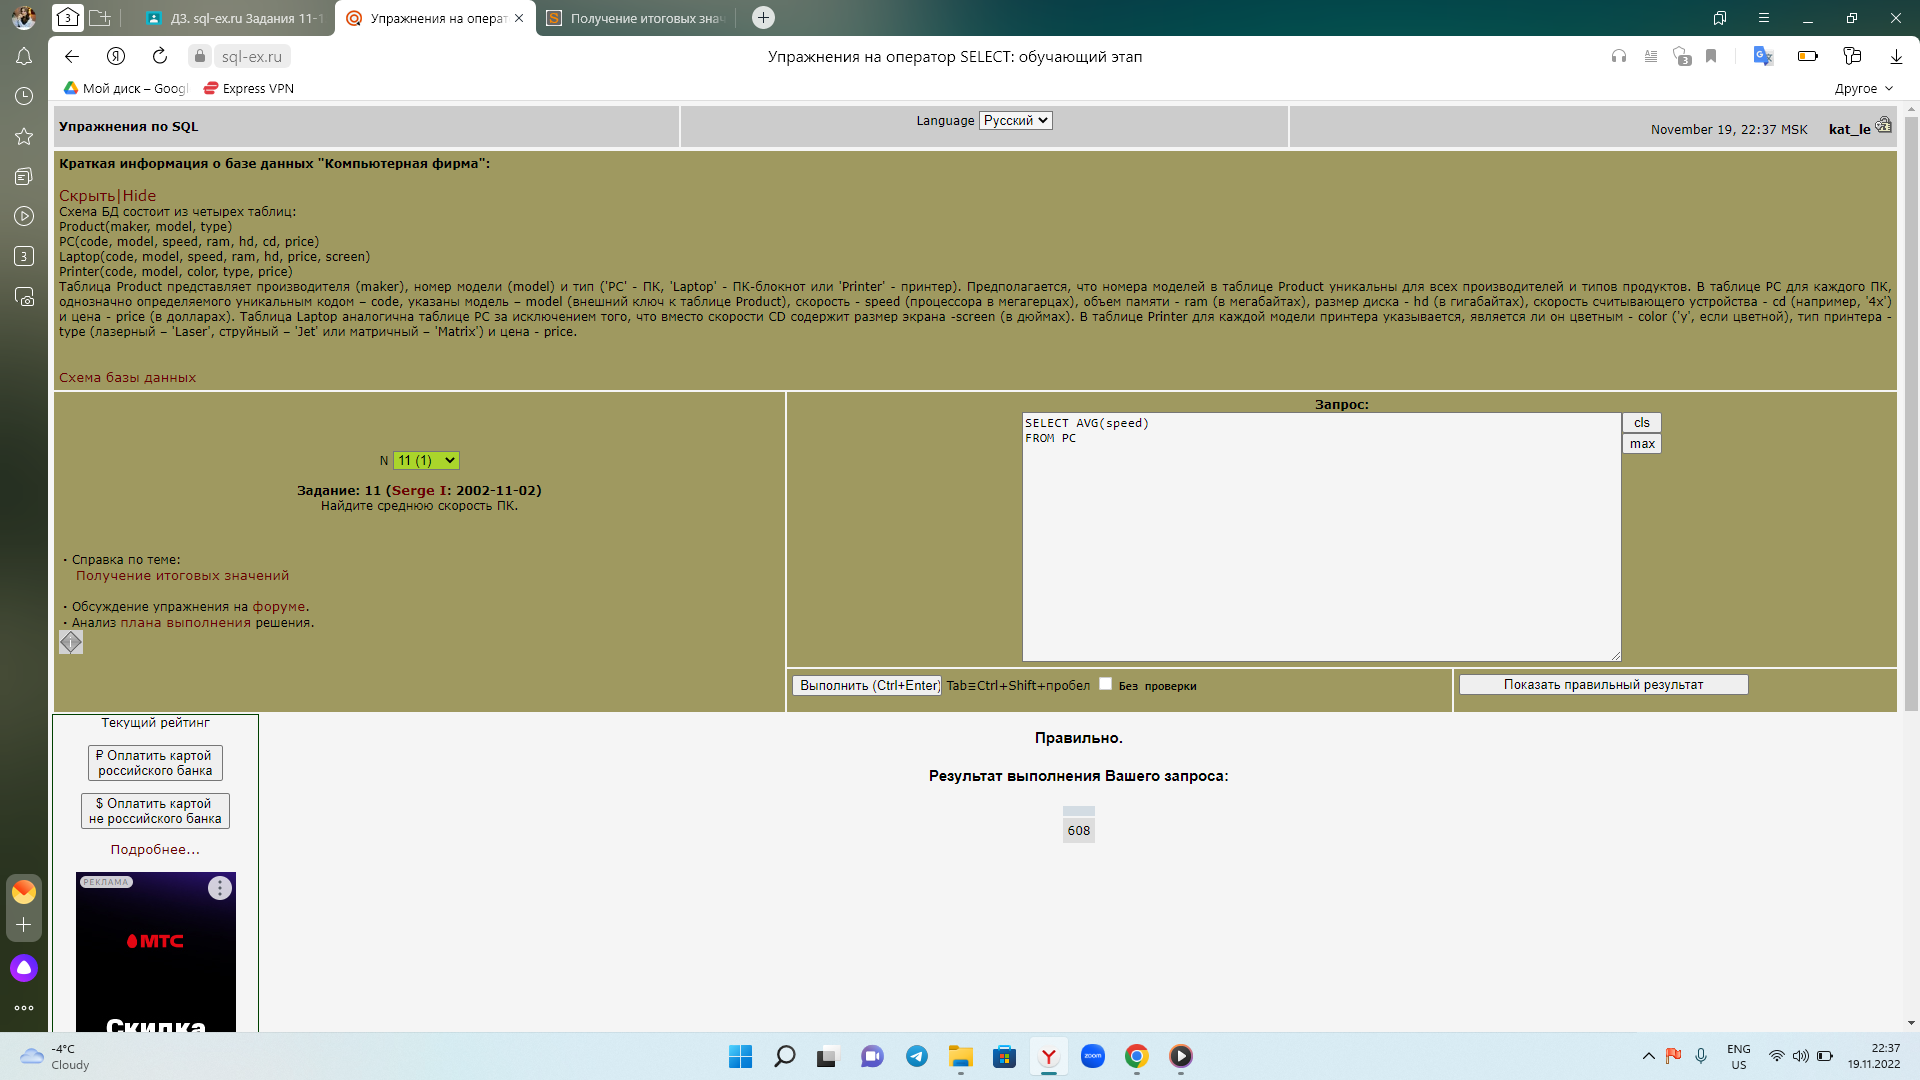 3
ДЗ. sql-ex.ru Задания 11-1
Упражнения на операт
Получение итоговых знач
sql-ex.ru
Упражнения на оператор SELECT: обучающий этап
3
Мой диск – Googl
Express VPN
Другое
Упражнения по SQL
Language Русский
November 19, 22:37 MSK kat_le
Краткая информация о базе данных "Компьютерная фирма":
Скрыть|Hide
Схема БД состоит из четырех таблиц:
Product(maker, model, type)
PC(code, model, speed, ram, hd, cd, price)
Laptop(code, model, speed, ram, hd, price, screen)
Printer(code, model, color, type, price)
Таблица Product представляет производителя (maker), номер модели (model) и тип ('PC' - ПК, 'Laptop' - ПК-блокнот или 'Printer' - принтер). Предполагается, что номера моделей в таблице Product уникальны для всех производителей и типов продуктов. В таблице PC для каждого ПК,
однозначно определяемого уникальным кодом – code, указаны модель – model (внешний ключ к таблице Product), скорость - speed (процессора в мегагерцах), объем памяти - ram (в мегабайтах), размер диска - hd (в гигабайтах), скорость считывающего устройства - cd (например, '4x')
и цена - price (в долларах). Таблица Laptop аналогична таблице PC за исключением того, что вместо скорости CD содержит размер экрана -screen (в дюймах). В таблице Printer для каждой модели принтера указывается, является ли он цветным - color ('y', если цветной), тип принтера -
type (лазерный – 'Laser', струйный – 'Jet' или матричный – 'Matrix') и цена - price.
Схема базы данных
N 11 (1)
Задание: 11 (Serge I: 2002-11-02)
Найдите среднюю скорость ПК.
· Справка по теме:
Получение итоговых значений
· Обсуждение упражнения на форуме.
· Анализ плана выполнения решения.
Запрос:
SELECT AVG(speed)
FROM PC
cls
max
Выполнить (Ctrl+Enter) Tab≡Ctrl+Shift+пробел Без проверки
Показать правильный результат
Текущий рейтинг
₽ Оплатить картой
российского банка
$ Оплатить картой
не российского банка
Подробнее...
РЕКЛАМА
МТС
Скидка
Правильно.
Результат выполнения Вашего запроса:
608
3
-4°C
Cloudy
zoom
ENG
US
22:37
19.11.2022